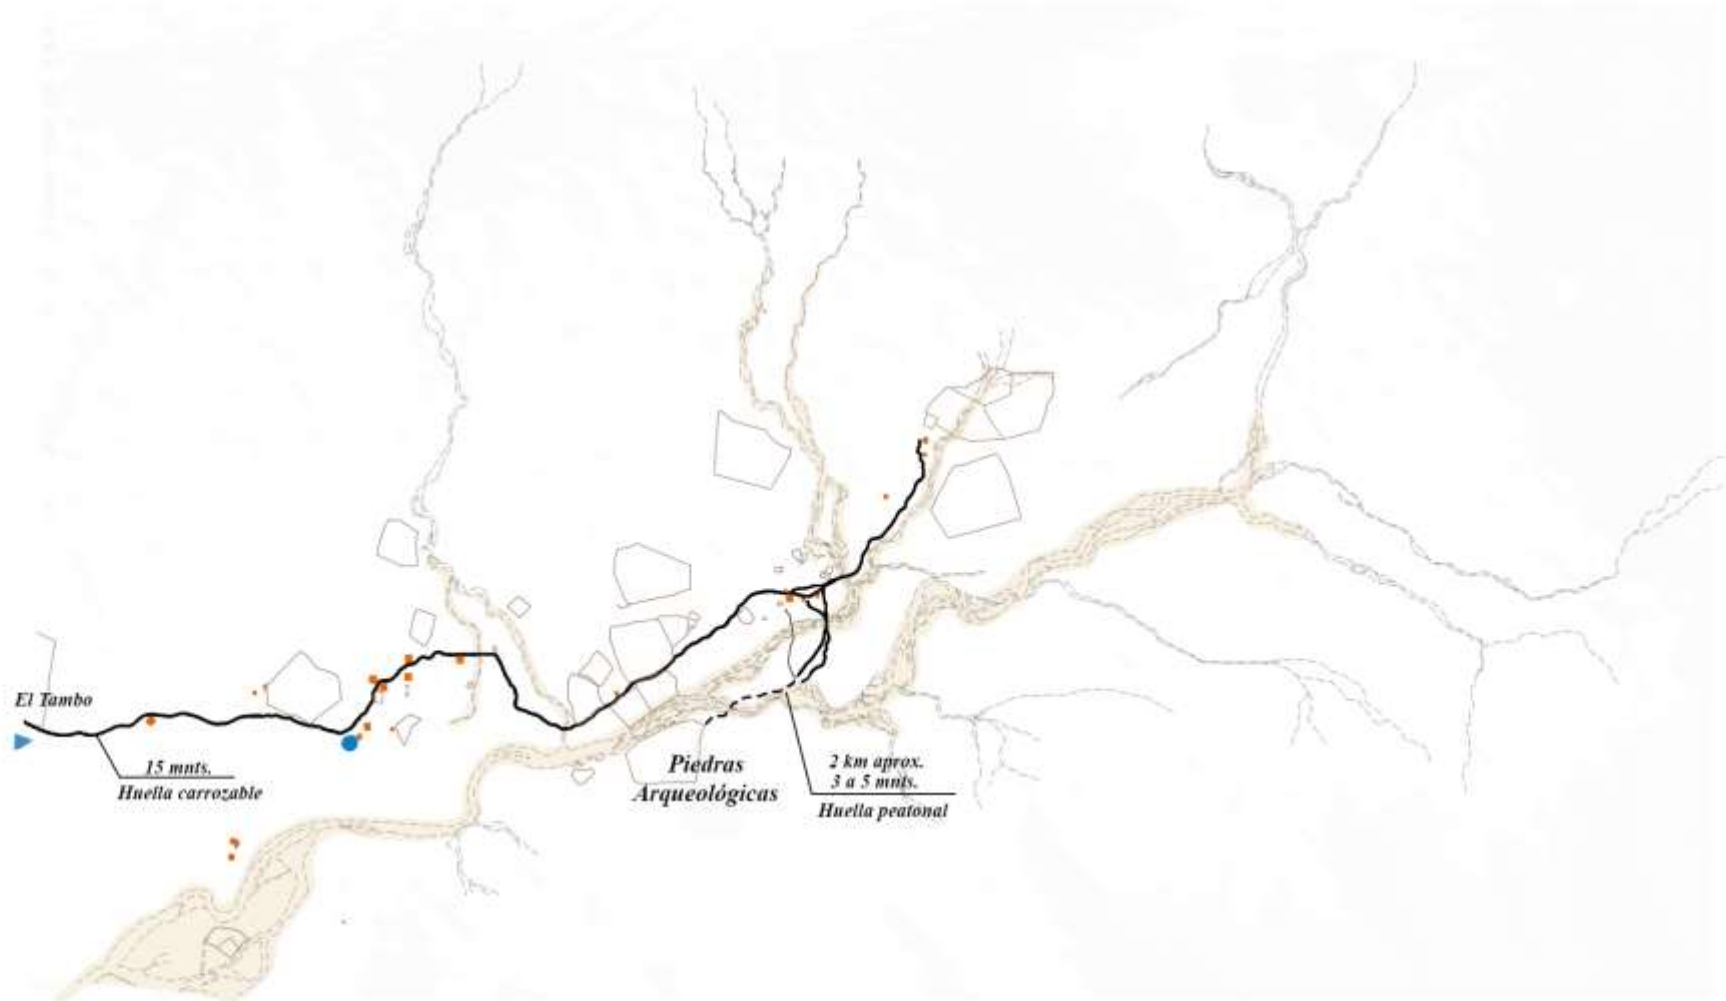 El Tambo
15 mnts.
Huella carrozable
Piedras
Arqueológicas
2 km aprox.
3 a 5 mnts.
Huella peatonal